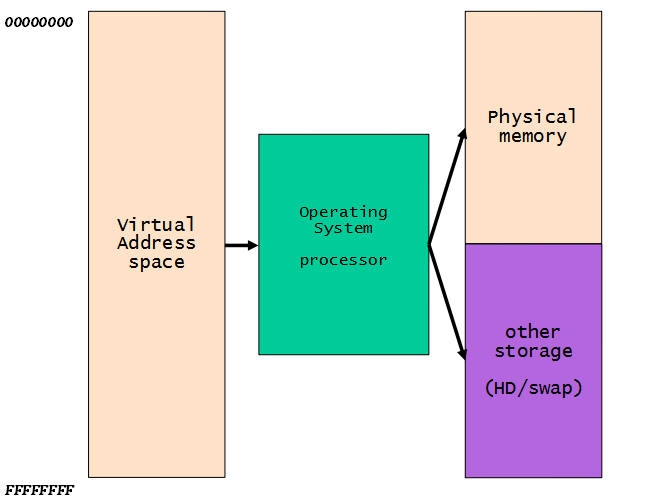 00000000
Virtual
Address
space
Operating
System
processor
Physical
memory
other
storage
(HD/swap)
FFFFFFFF